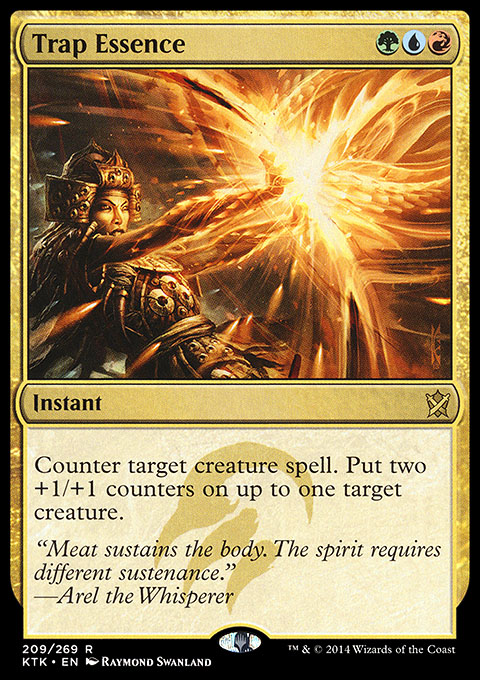 Trap Essence
Instant
Counter target creature spell. Put two
+1/+1 counters on up to one target
creature.
“Meat sustains the body. The spirit requires
different sustenance.”
—Arel the Whisperer
209/269 R
KTK • EN Raymond Swanland
™ & © 2014 Wizards of the Coast